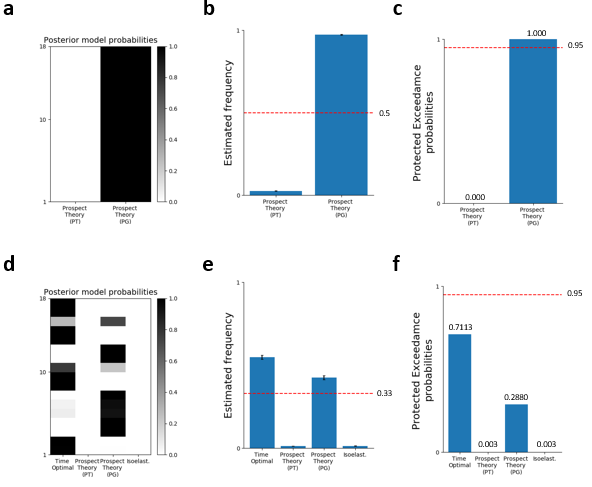 a
Posterior model probabilities
18
10
1
1.0
0.8
0.6
0.4
0.2
0.0
Prospect
Theory
(PT)
Prospect
Theory
(PG)
b
Estimated frequency
1
0
0.5
Prospect
Theory
(PT)
Prospect
Theory
(PG)
c
Protected Exceedamce
probabilities
1
0
1.000
0.95
0.000
Prospect
Theory
(PT)
Prospect
Theory
(PG)
d
Posterior model probabilities
18
10
1
1.0
0.8
0.6
0.4
0.2
0.0
Time
Optimal
Prospect
Theory
(PT)
Prospect
Theory
(PG)
Isoelast.
e
Estimated frequency
1
0
0.33
Time
Optimal
Prospect
Theory
(PT)
Prospect
Theory
(PG)
Isoelast.
f
Protected Exceedamce
probabilities
1
0
0.95
0.7113
0.003
0.2880
0.003
Time
Optimal
Prospect
Theory
(PT)
Prospect
Theory
(PG)
Isoelast.